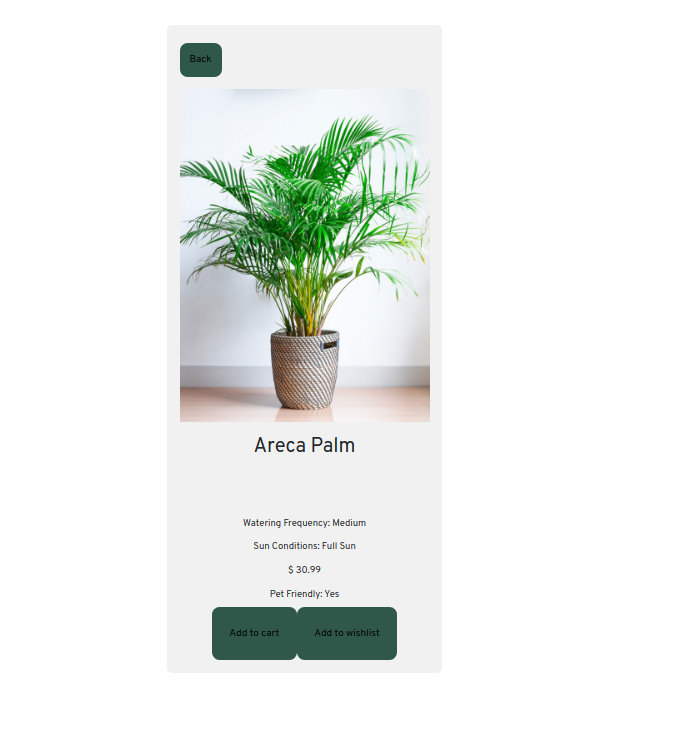 Back
Areca Palm
Watering Frequency: Medium
Sun Conditions: Full Sun
$ 30.99
Pet Friendly: Yes
Add to cart Add to wishlist